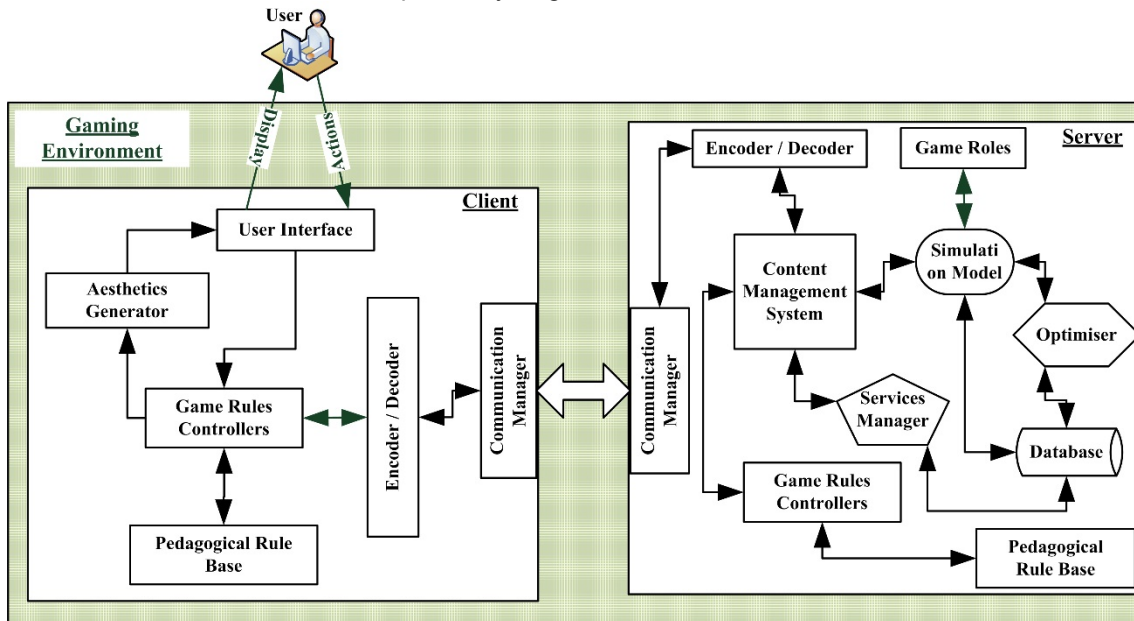 User
Gaming
Environment
Display
Actions
Client
User Interface
Aesthetics
Generator
Game Rules
Controllers
Pedagogical Rule
Base
Encoder / Decoder
Communication
Manager
Server
Encoder / Decoder
Game Roles
Communication
Manager
Content
Management
System
Simulati
on Model
Optimiser
Services
Manager
Database
Game Rules
Controllers
Pedagogical
Rule Base